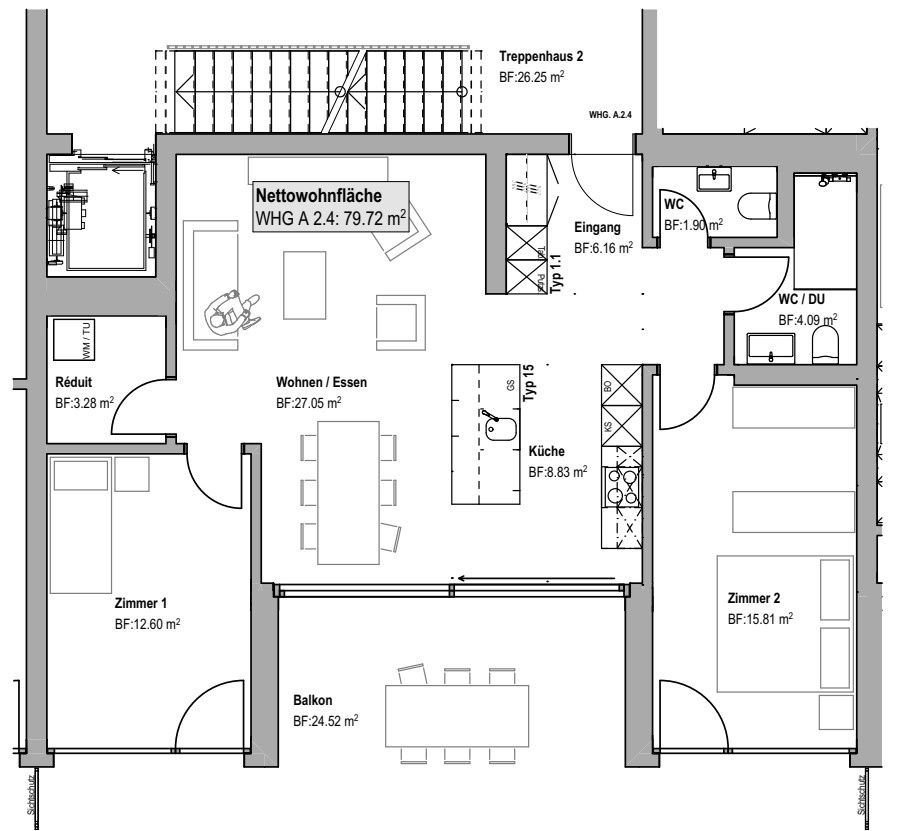 Treppenhaus 2
BF:26.25 m²
WHG. A.2.4
Nettowohnfläche
WHG A 2.4: 79.72 m²
Eingang
BF:6.16 m²
WC
BF:1.90 m²
Typ 1.1
WC / DU
BF:4.09 m²
WM / TU
Réduit
BF:3.28 m²
Wohnen / Essen
BF:27.05 m²
GS
Typ 15
BO
KS
Küche
BF:8.83 m²
Zimmer 1
BF:12.60 m²
Zimmer 2
BF:15.81 m²
Balkon
BF:24.52 m²
Sichtschutz
Sichtschutz